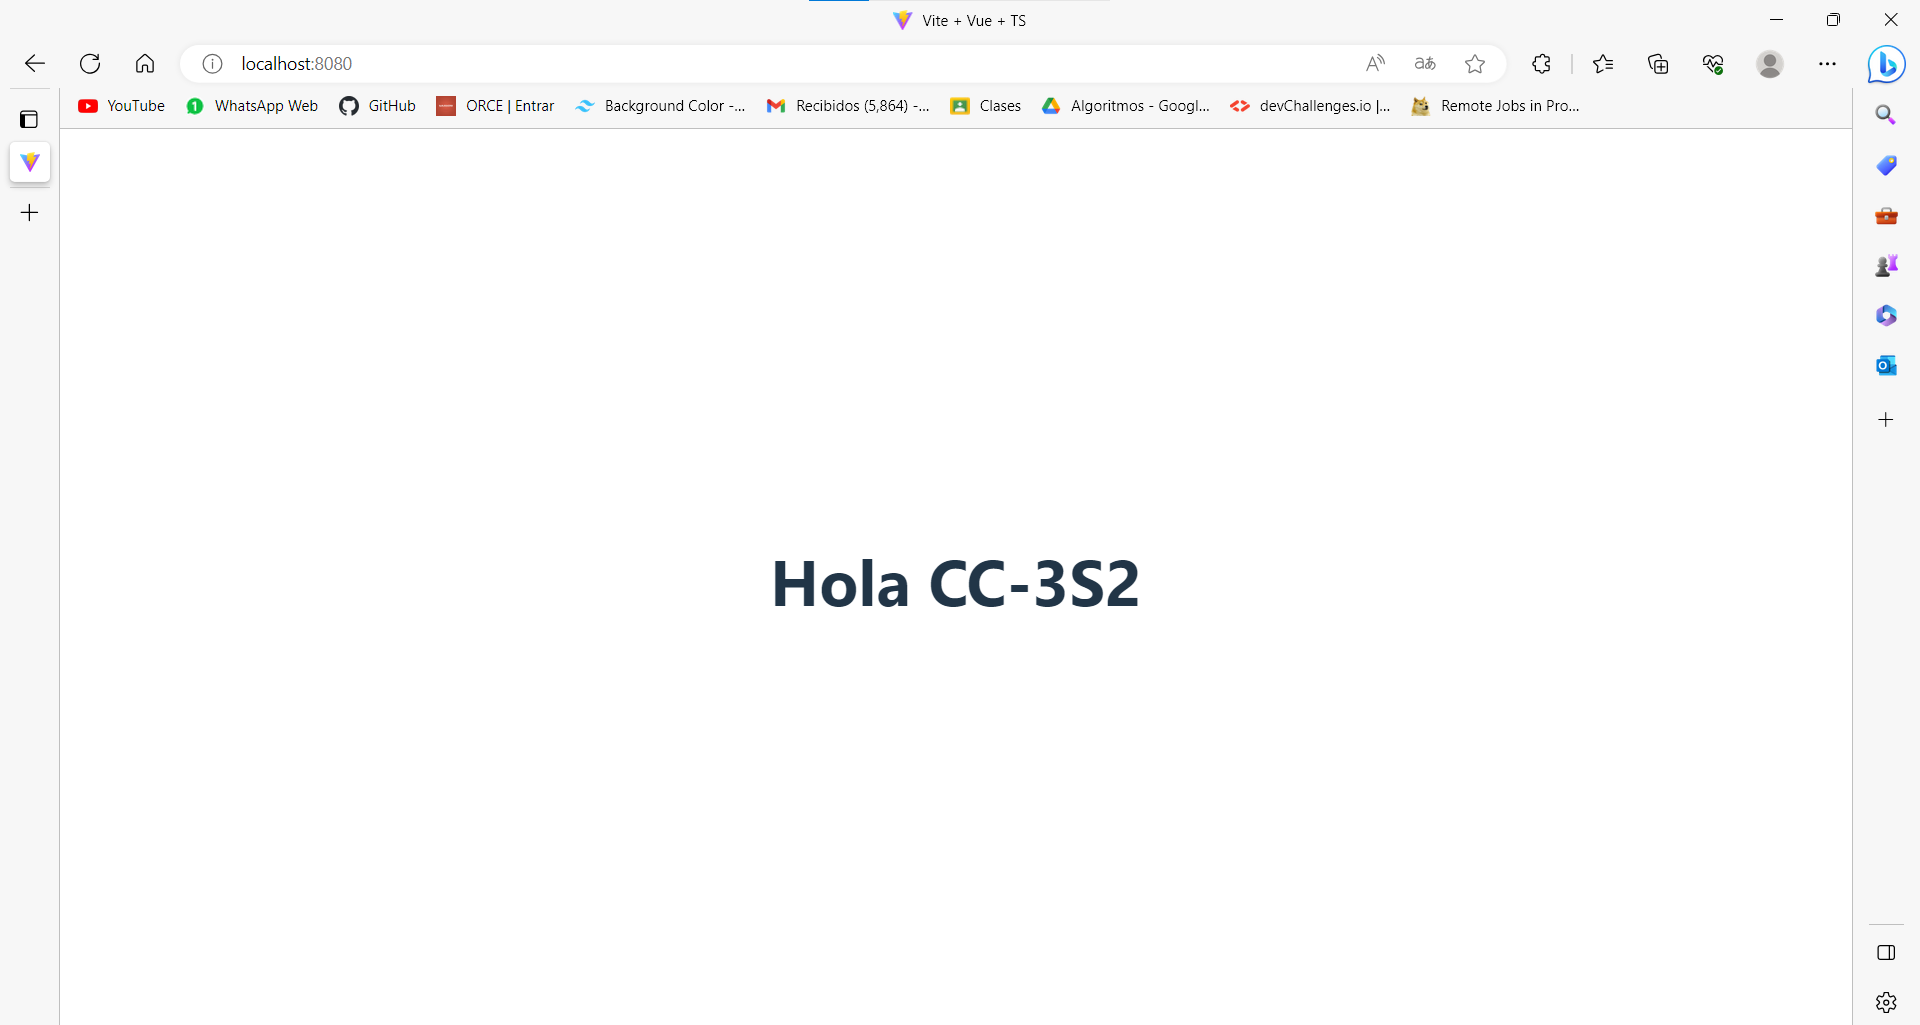 Vite + Vue + TS
localhost:8080
YouTube WhatsApp Web GitHub ORCE | Entrar Background Color -... Recibidos (5,864) -... Clases Algoritmos - Googl... devChallenges.io |... Remote Jobs in Pro...
Hola CC-3S2